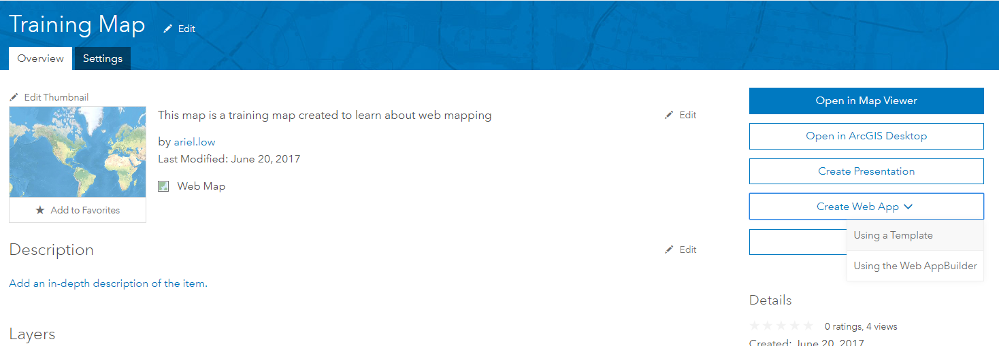 Training Map
Edit
Overview
Settings
Edit Thumbnail
This map is a training map created to learn about web mapping
Edit
by ariel.low
Last Modified: June 20, 2017
Web Map
Add to Favorites
Description
Edit
Add an in-depth description of the item.
Layers
Open in Map Viewer
Open in ArcGIS Desktop
Create Presentation
Create Web App
Using a Template
Using the Web AppBuilder
Details
0 ratings, 4 views
Created: June 20, 2017